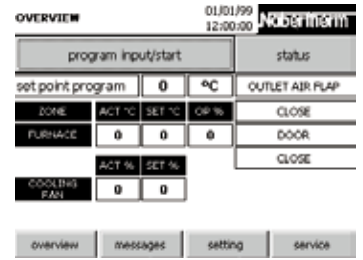 OVERVIEW 01/01/99 12:00:00 Nabertherm
program input/start status
set point program 0 °C OUTLET AIR FLAP
ZONE ACT °C SET °C OP % CLOSE
FURNACE 0 0 0 DOOR
ACT % SET % CLOSE
COOLING FAN 0 0
overview messages setting service